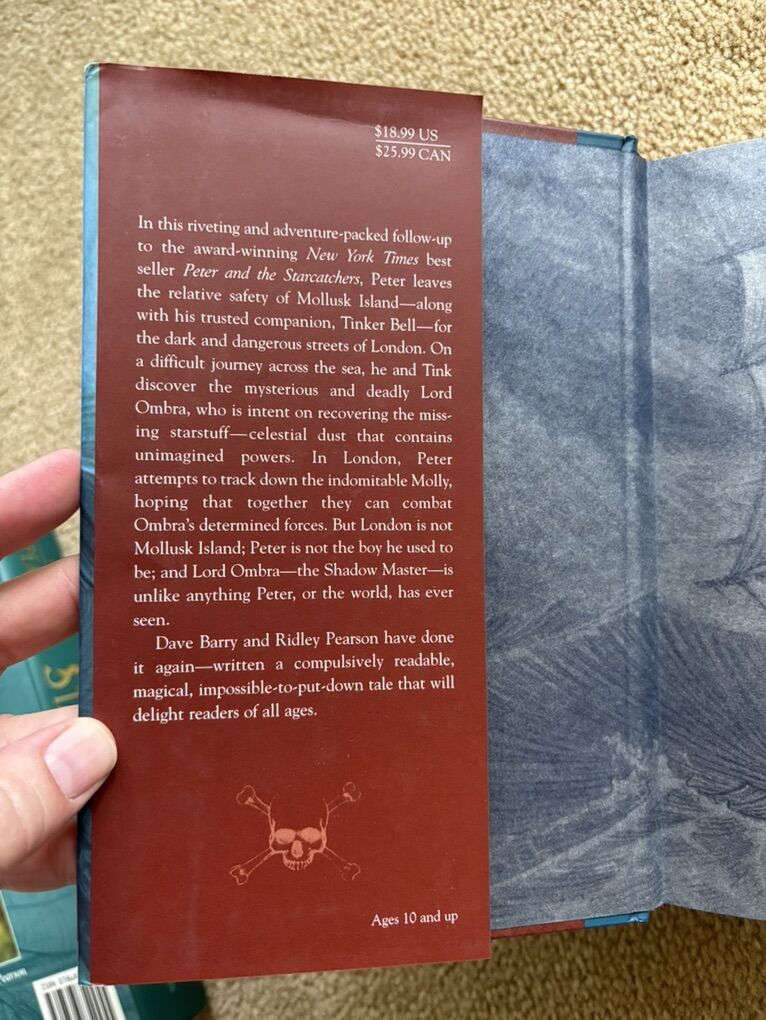 $18.99 US
$25.99 CAN
In this riveting and adventure-packed follow-up
to the award-winning New York Times best
seller Peter and the Starcatchers, Peter leaves
the relative safety of Mollusk Island—along
with his trusted companion, Tinker Bell—for
the dark and dangerous streets of London. On
a difficult journey across the sea, he and Tink
discover the mysterious and deadly Lord
Ombra, who is intent on recovering the miss-
ing starstuff—celestial dust that contains
unimagined powers. In London, Peter
attempts to track down the indomitable Molly,
hoping that together they can combat
Ombra's determined forces. But London is not
Mollusk Island; Peter is not the boy he used to
be; and Lord Ombra—the Shadow Master—is
unlike anything Peter, or the world, has ever
seen.
Dave Barry and Ridley Pearson have done
it again—written a compulsively readable,
magical, impossible-to-put-down tale that will
delight readers of all ages.
Ages 10 and up